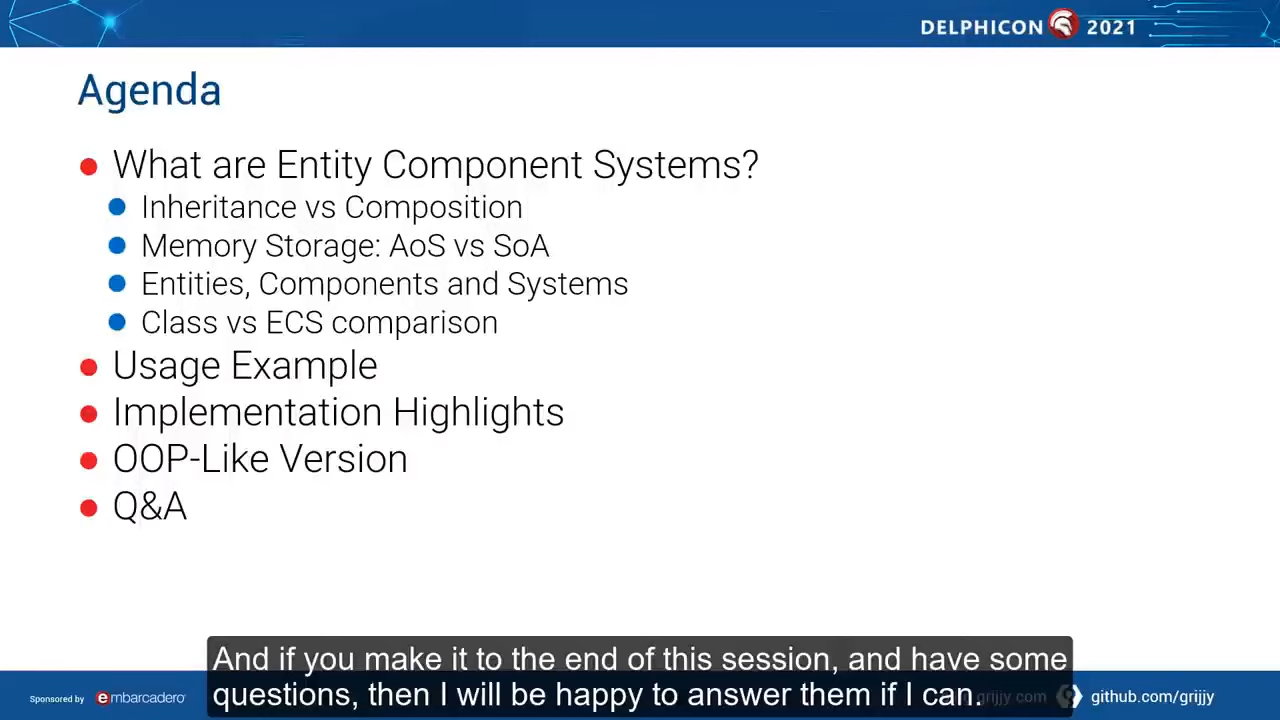 DELPHICON 2021
Agenda
What are Entity Component Systems?
Inheritance vs Composition
Memory Storage: AoS vs SoA
Entities, Components and Systems
Class vs ECS comparison
Usage Example
Implementation Highlights
OOP-Like Version
Q&A
And if you make it to the end of this session, and have some
questions, then I will be happy to answer them if I can.
Sponsored by embarcadero
grijjy.com
github.com/grijjy